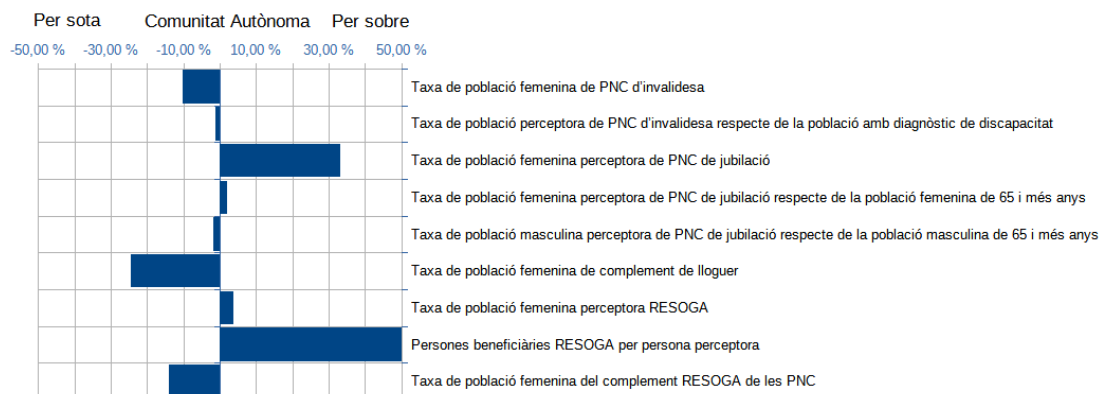 Per sota Comunitat Autònoma Per sobre
-50,00 % -30,00 % -10,00 % 10,00 % 30,00 % 50,00 %
Taxa de població femenina de PNC d'invalidesa
Taxa de població perceptora de PNC d'invalidesa respecte de la població amb diagnòstic de discapacitat
Taxa de població femenina perceptora de PNC de jubilació
Taxa de població femenina perceptora de PNC de jubilació respecte de la població femenina de 65 i més anys
Taxa de població masculina perceptora de PNC de jubilació respecte de la població masculina de 65 i més anys
Taxa de població femenina de complement de lloguer
Taxa de població femenina perceptora RESOGA
Persones beneficiàries RESOGA per persona perceptora
Taxa de població femenina del complement RESOGA de les PNC